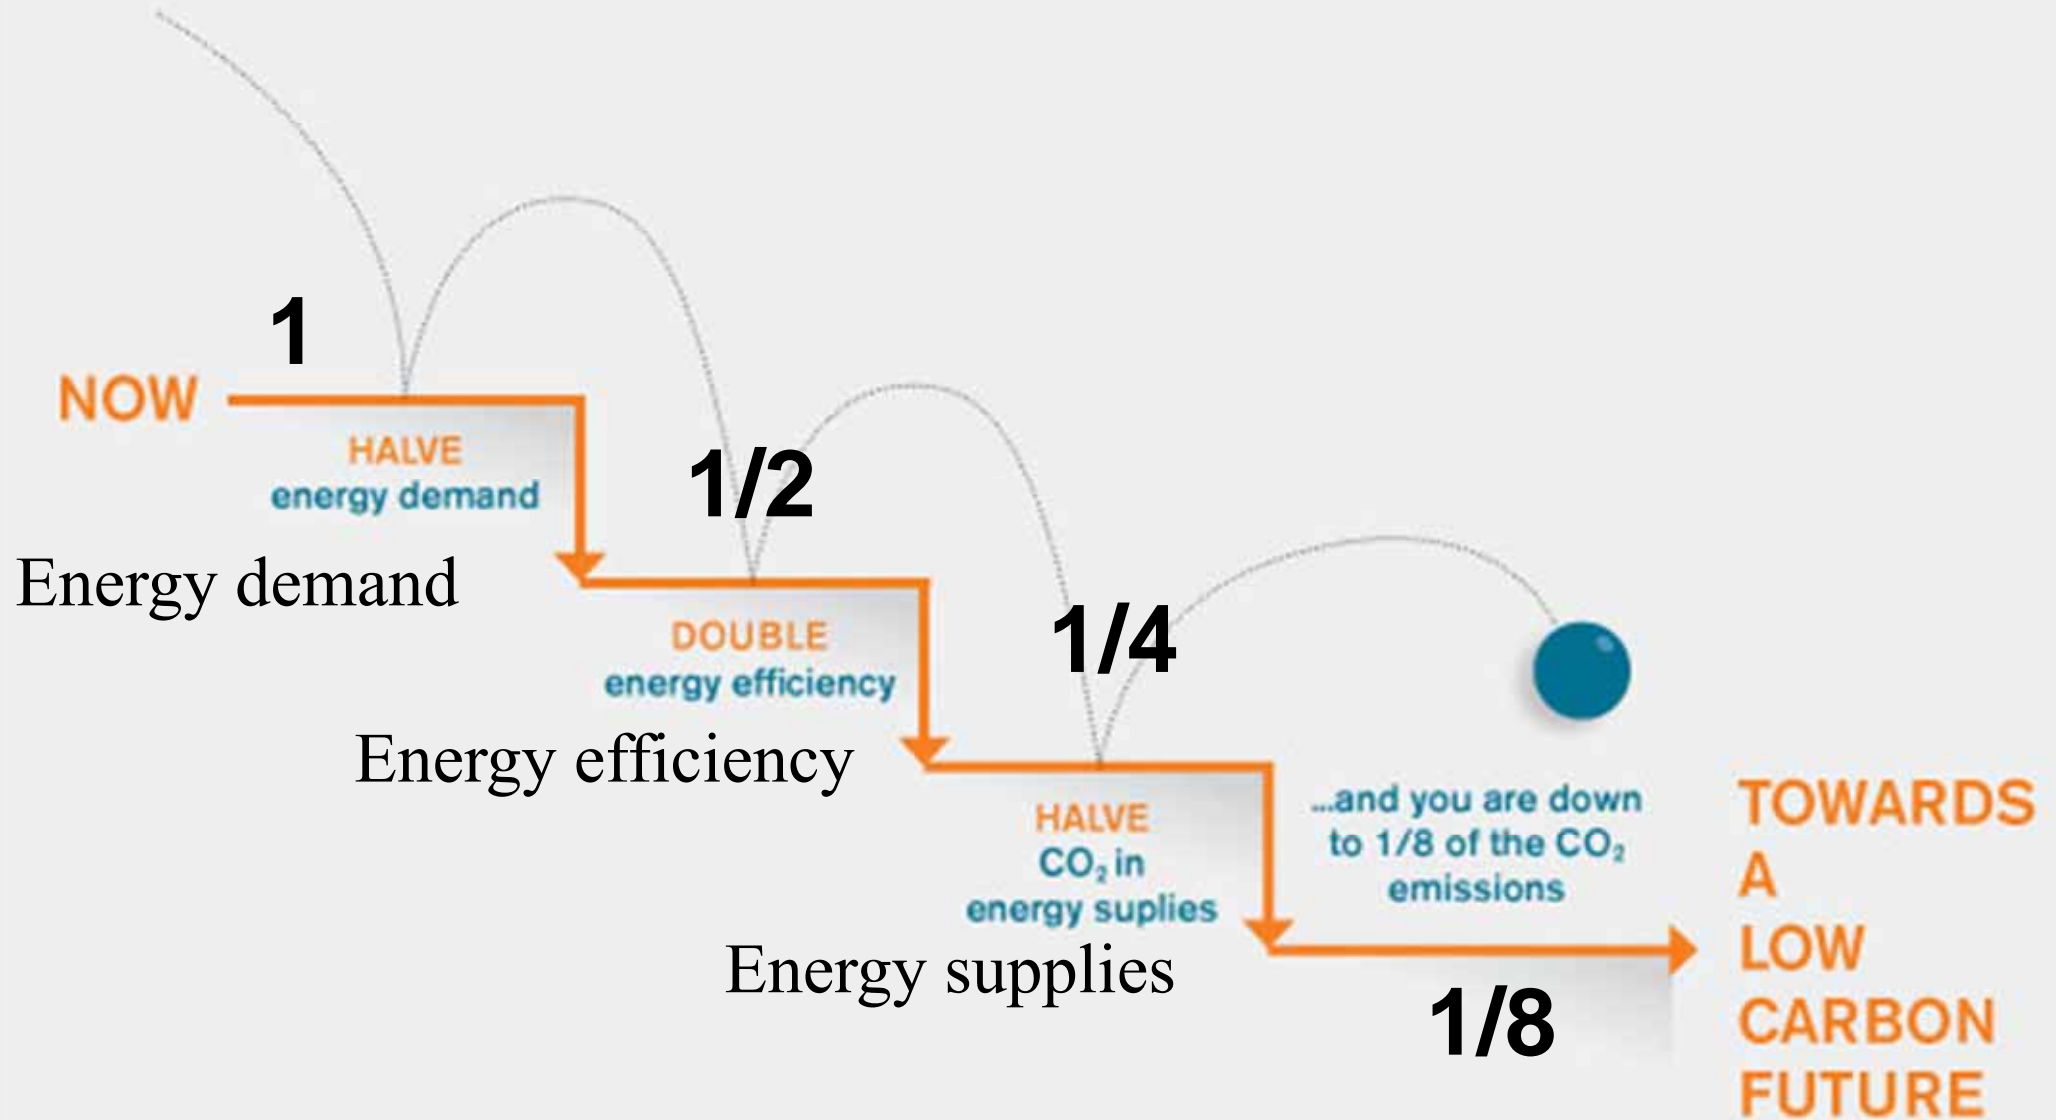 1
NOW
HALVE
energy demand
Energy demand
1/2
DOUBLE
energy efficiency
Energy efficiency
1/4
HALVE
CO₂ in
energy suplies
Energy supplies
...and you are down
to 1/8 of the CO₂
emissions
1/8
TOWARDS
A
LOW
CARBON
FUTURE